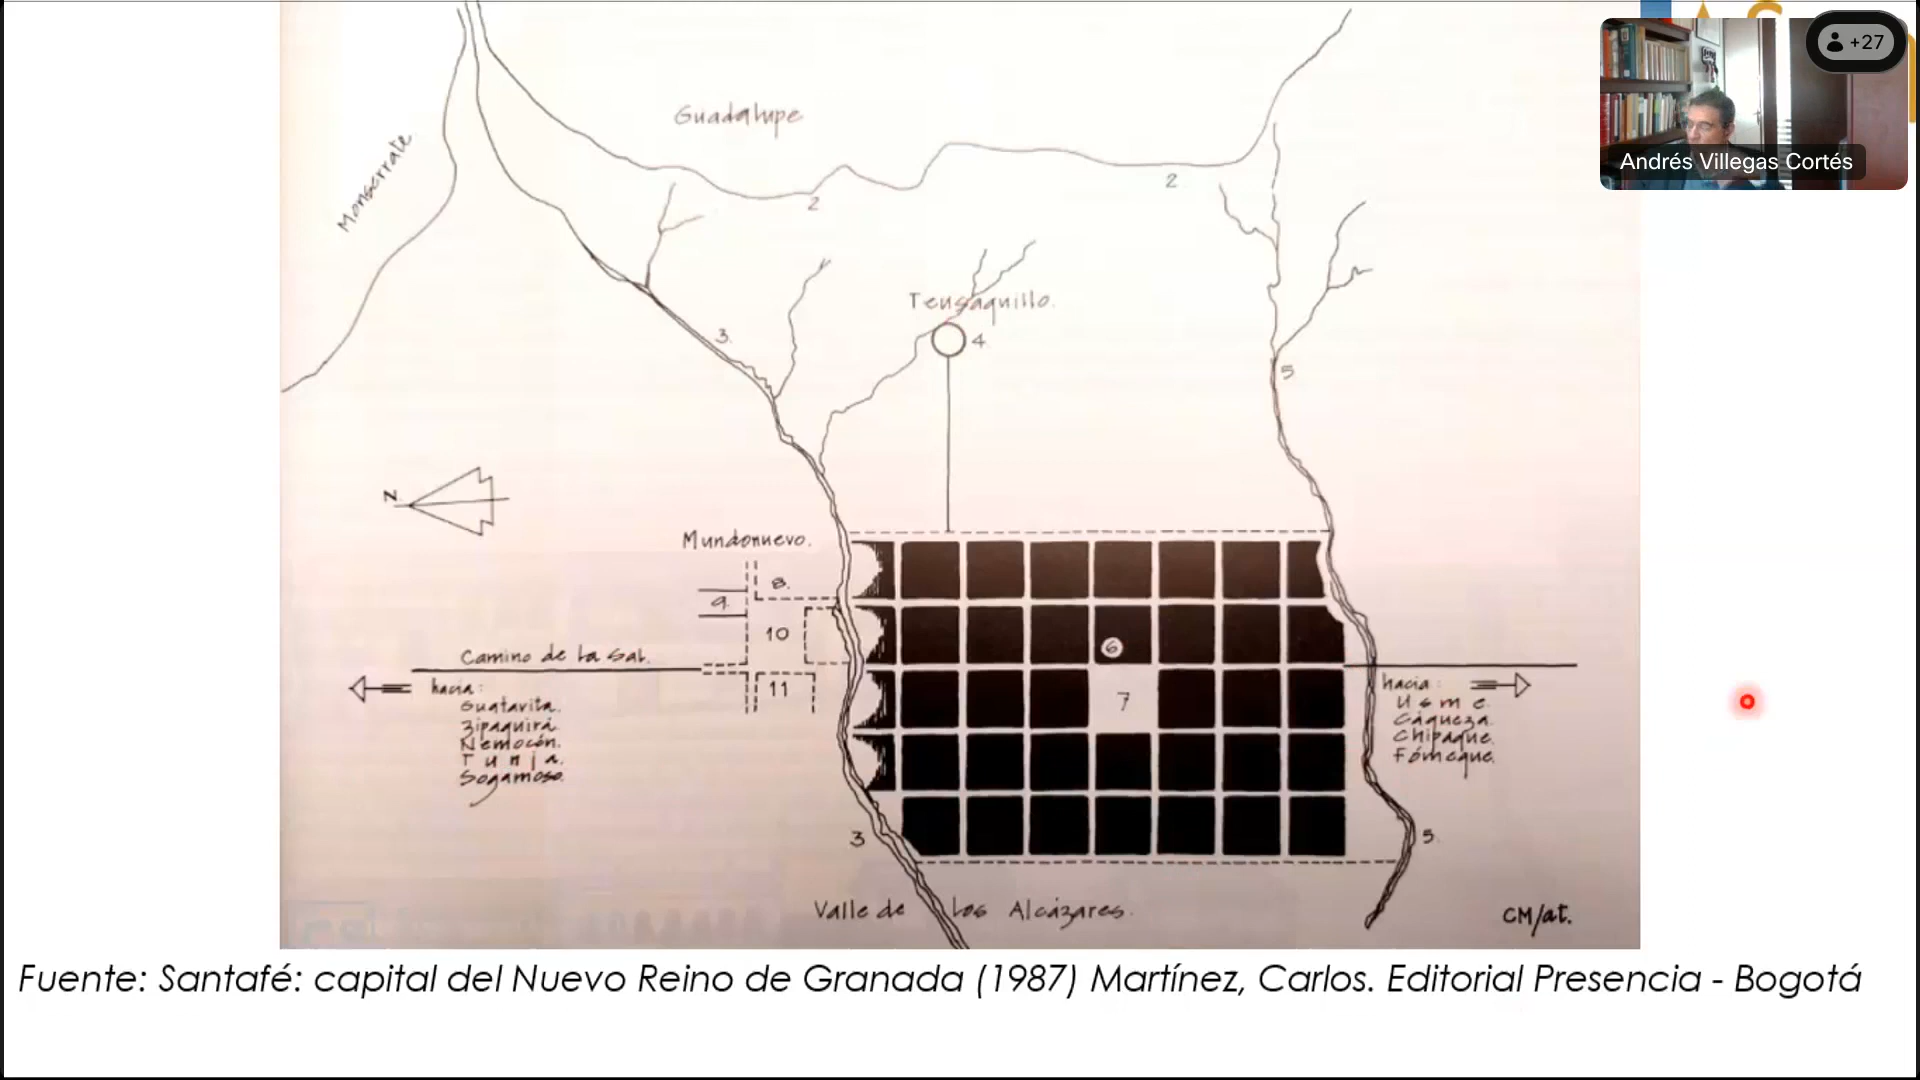 +27
Andrés Villegas Cortés
Guadalupe
Monserrate
2
2
3.
Teusaquillo.
4
5
N
Mundonuevo.
8.
9.
10
6
Camino de la Sal.
11
7
hacia:
Guatavita.
Zipaquirá
Nemocón.
Tunja.
Sogamoso.
hacia:
Usme.
Cáqueza.
Chipaque.
Fómeque.
3
5.
Valle de los Alcázares.
CM/at.
Fuente: Santafé: capital del Nuevo Reino de Granada (1987) Martínez, Carlos. Editorial Presencia - Bogotá